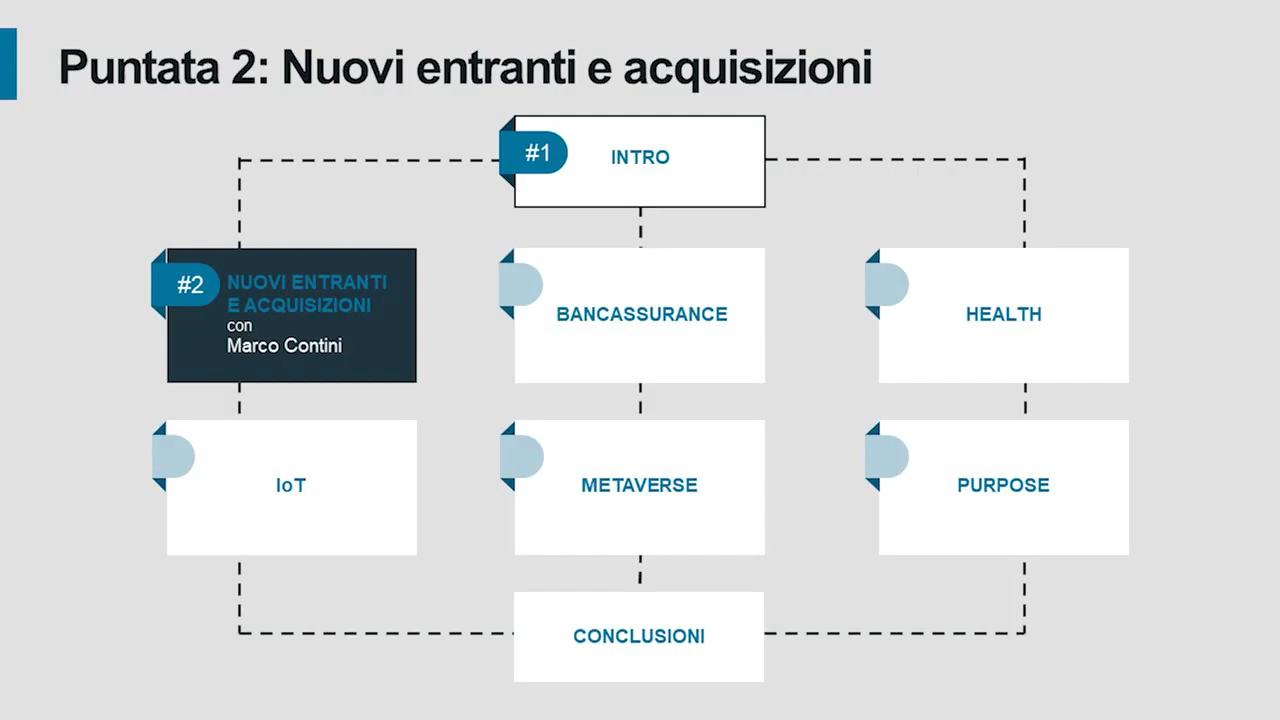 Puntata 2: Nuovi entranti e acquisizioni
#1
INTRO
#2
NUOVI ENTRANTI
E ACQUISIZIONI
con
Marco Contini
BANCASSURANCE
HEALTH
IoT
METAVERSE
PURPOSE
CONCLUSIONI